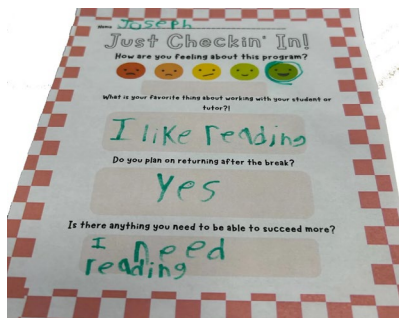 Name Joseph
Just Checkin' In!
How are you feeling about this program?
What is your favorite thing about working with your student or
tutor?!
I like reading
Do you plan on returning after the break?
yes
Is there anything you need to be able to succeed more?
I need
reading